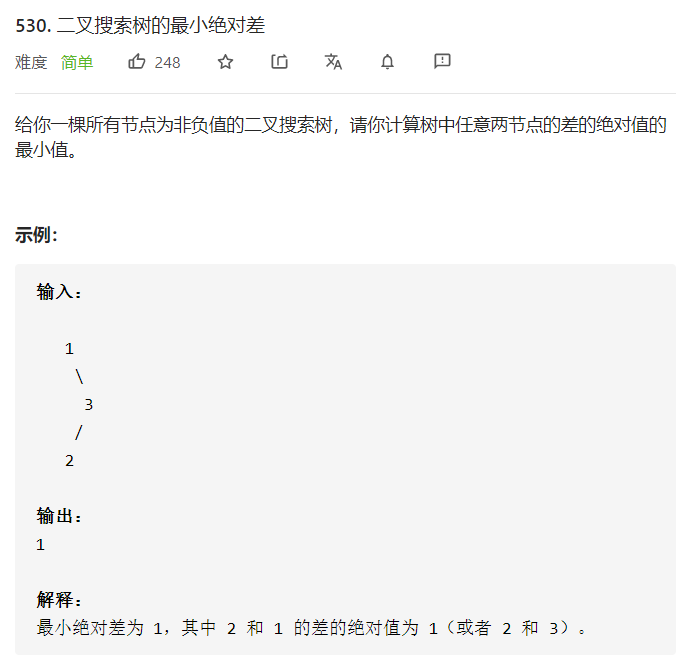 530. 二叉搜索树的最小绝对差
难度 简单 248
给你一棵所有节点为非负值的二叉搜索树，请你计算树中任意两节点的差的绝对值的
最小值。
示例：
输入：
1
\
3
/
2
输出：
1
解释：
最小绝对差为 1，其中 2 和 1 的差的绝对值为 1（或者 2 和 3）。